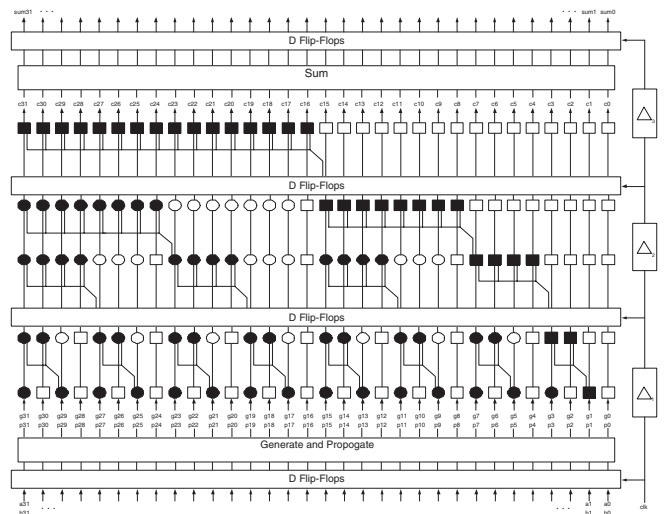 sum31 · · · sum1 sum0
D Flip-Flops
Sum
c31 c30 c29 c28 c27 c26 c25 c24 c23 c22 c21 c20 c19 c18 c17 c16 c15 c14 c13 c12 c11 c10 c9 c8 c7 c6 c5 c4 c3 c2 c1 c0
△3
D Flip-Flops
△2
D Flip-Flops
△
g31 g30 g29 g28 g27 g26 g25 g24 g23 g22 g21 g20 g19 g18 g17 g16 g15 g14 g13 g12 g11 g10 g9 g8 g7 g6 g5 g4 g3 g2 g1 g0
p31 p30 p29 p28 p27 p26 p25 p24 p23 p22 p21 p20 p19 p18 p17 p16 p15 p14 p13 p12 p11 p10 p9 p8 p7 p6 p5 p4 p3 p2 p1 p0
Generate and Propogate
D Flip-Flops
a31 · · · · · · a1 a0 clk
b31 b1 b0